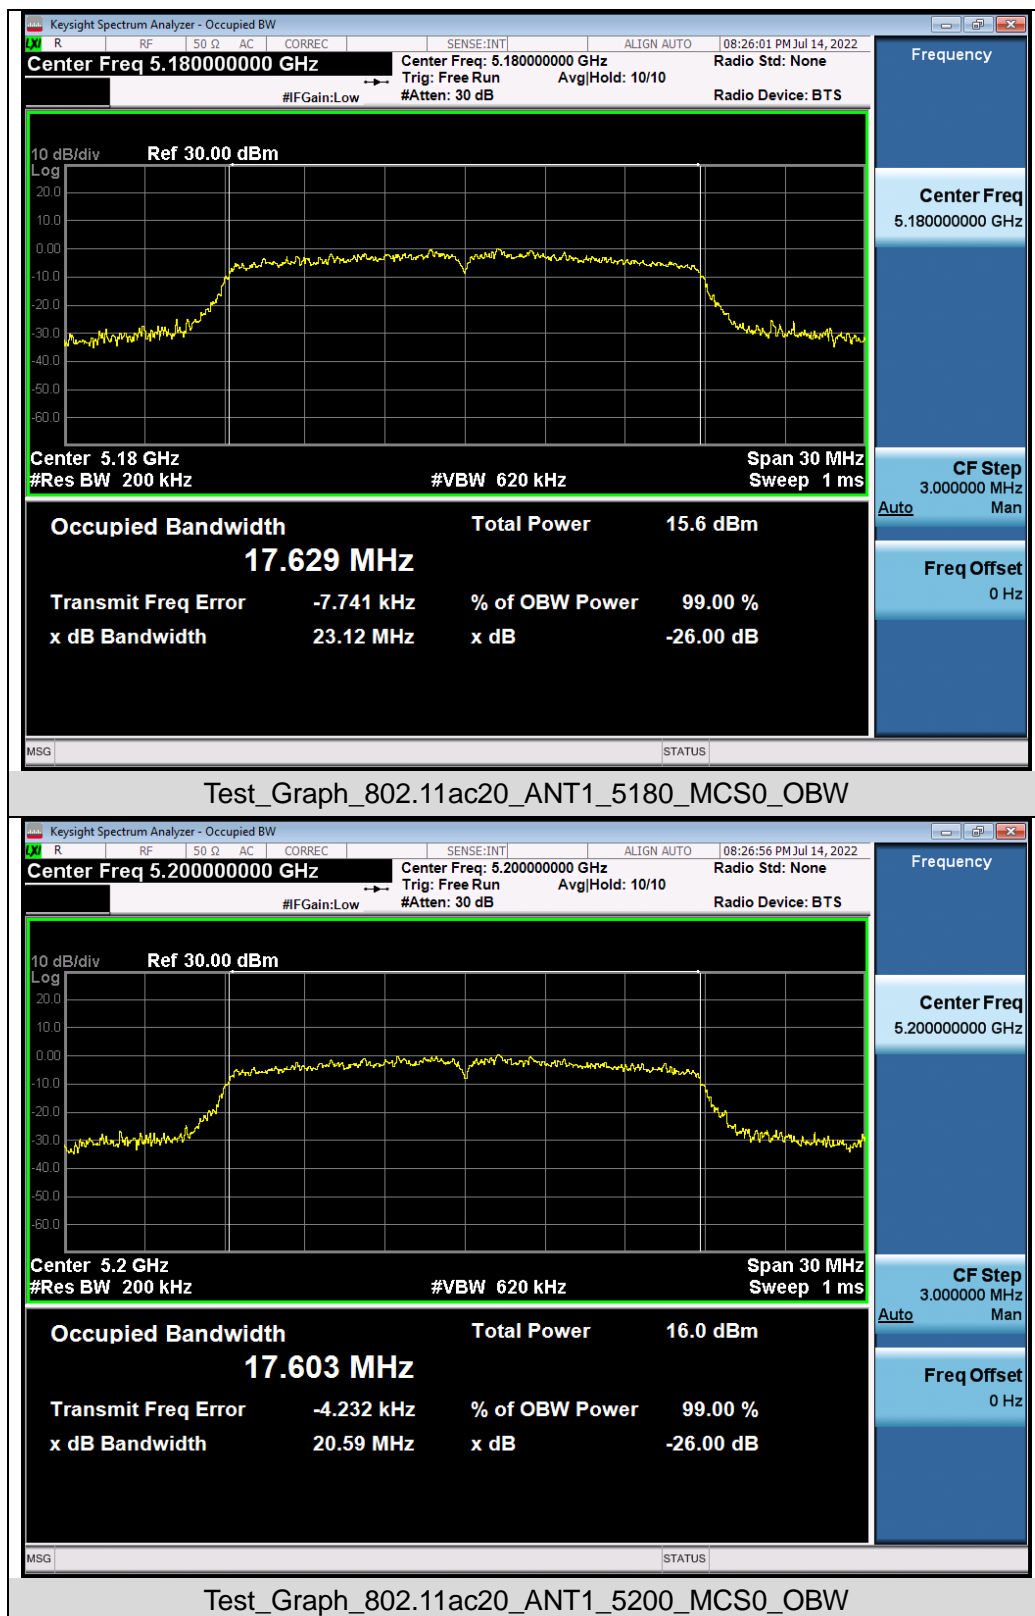 Keysight Spectrum Analyzer - Occupied BW
LXI R RF 50 Ω AC CORREC SENSE:INT ALIGN AUTO 08:26:01 PM Jul 14, 2022
Center Freq 5.180000000 GHz
Center Freq: 5.180000000 GHz
Radio Std: None
Trig: Free Run Avg|Hold: 10/10
#IFGain:Low
#Atten: 30 dB
Radio Device: BTS
10 dB/div Ref 30.00 dBm
Log
20.0
10.0
0.00
-10.0
-20.0
-30.0
-40.0
-50.0
-60.0
Center 5.18 GHz Span 30 MHz
#Res BW 200 kHz #VBW 620 kHz Sweep 1 ms
Occupied Bandwidth Total Power 15.6 dBm
17.629 MHz
Transmit Freq Error -7.741 kHz % of OBW Power 99.00 %
x dB Bandwidth 23.12 MHz x dB -26.00 dB
MSG STATUS
Frequency
Center Freq
5.180000000 GHz
CF Step
3.000000 MHz
Auto Man
Freq Offset
0 Hz
Test_Graph_802.11ac20_ANT1_5180_MCS0_OBW
Keysight Spectrum Analyzer - Occupied BW
LXI R RF 50 Ω AC CORREC SENSE:INT ALIGN AUTO 08:26:56 PM Jul 14, 2022
Center Freq 5.200000000 GHz
Center Freq: 5.200000000 GHz
Radio Std: None
Trig: Free Run Avg|Hold: 10/10
#IFGain:Low
#Atten: 30 dB
Radio Device: BTS
10 dB/div Ref 30.00 dBm
Log
20.0
10.0
0.00
-10.0
-20.0
-30.0
-40.0
-50.0
-60.0
Center 5.2 GHz Span 30 MHz
#Res BW 200 kHz #VBW 620 kHz Sweep 1 ms
Occupied Bandwidth Total Power 16.0 dBm
17.603 MHz
Transmit Freq Error -4.232 kHz % of OBW Power 99.00 %
x dB Bandwidth 20.59 MHz x dB -26.00 dB
MSG STATUS
Frequency
Center Freq
5.200000000 GHz
CF Step
3.000000 MHz
Auto Man
Freq Offset
0 Hz
Test_Graph_802.11ac20_ANT1_5200_MCS0_OBW